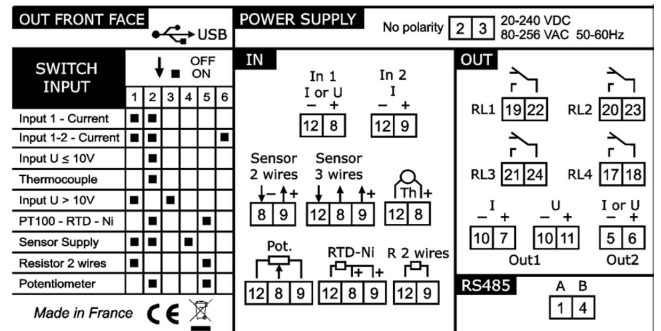 OUT FRONT FACE
USB
POWER SUPPLY
No polarity 2 3 20-240 VDC
80-256 VAC 50-60Hz
SWITCH
INPUT
OFF
ON
1 2 3 4 5 6
Input 1 - Current
Input 1-2 - Current
Input U ≤ 10V
Thermocouple
Input U > 10V
PT100 - RTD - Ni
Sensor Supply
Resistor 2 wires
Potentiometer
Made in France CE
IN
In 1
I or U
- +
12 8
In 2
I
- +
12 9
Sensor
2 wires
- +
8 9
Sensor
3 wires
+
12 8 9
Th +
12 8
Pot.
12 8 9
RTD-Ni
+ +
12 8 9
R 2 wires
12 9
OUT
RL1 19 22
RL2 20 23
RL3 21 24
RL4 17 18
I
- +
10 7
U
- +
10 11
Out1
I or U
- +
5 6
Out2
RS485
A B
1 4